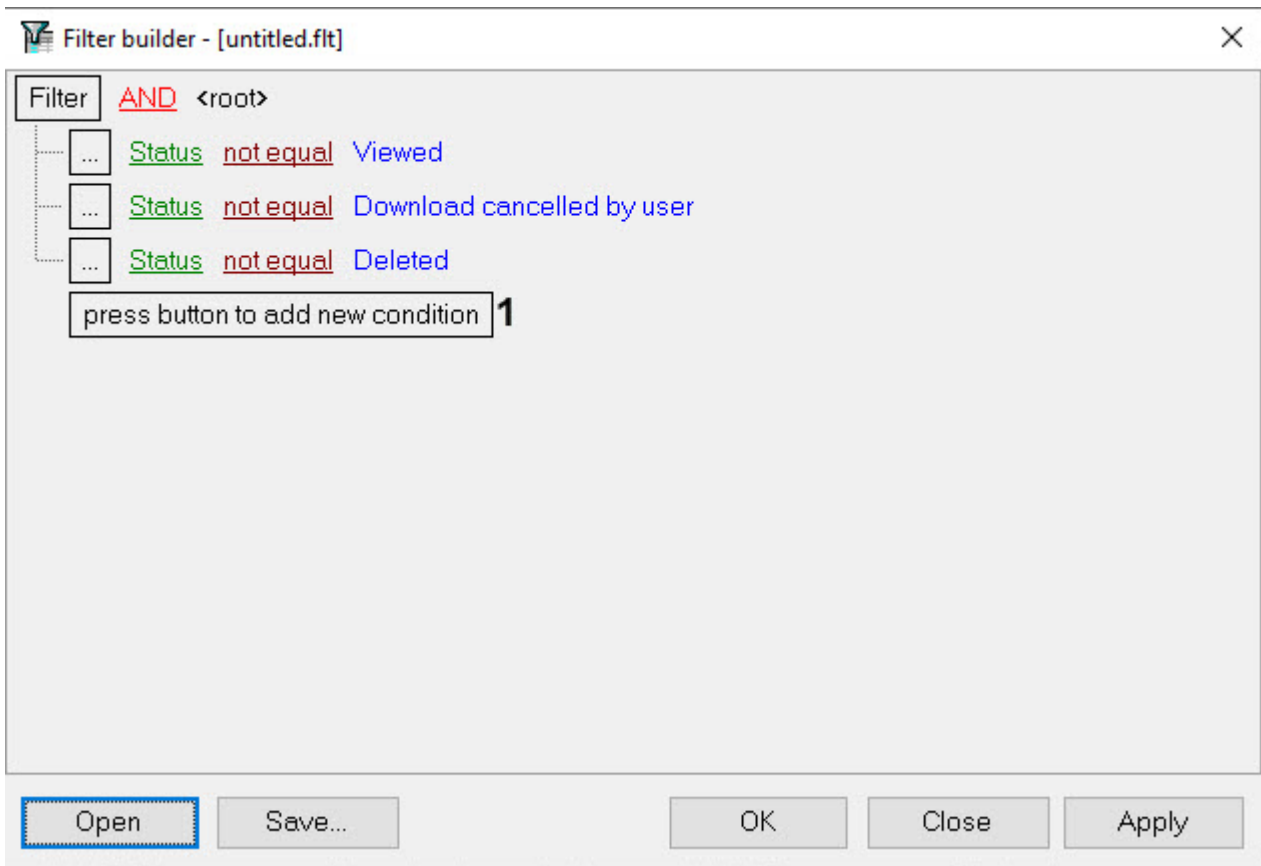 Filter builder - [untitled.flt]
Filter AND <root>
... Status not equal Viewed
... Status not equal Download cancelled by user
... Status not equal Deleted
press button to add new condition 1
Open Save... OK Close Apply